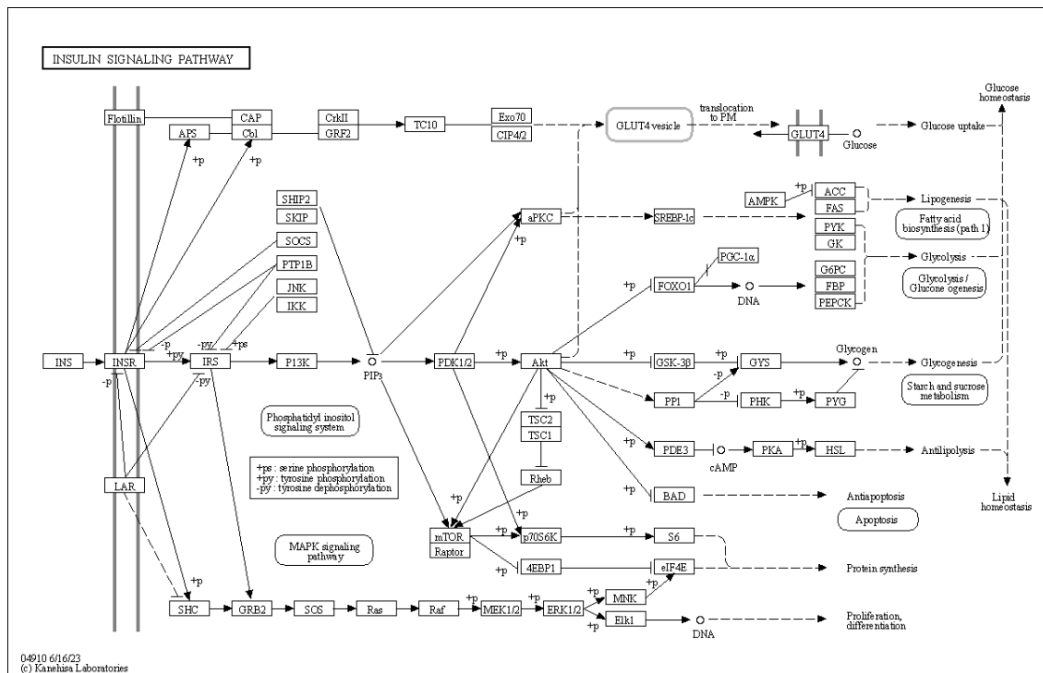 INSULIN SIGNALING PATHWAY
Glucose
homeostasis
Flotillin
CAP
CrkII
Exo70
translocation
to PM
APS
Cbl
GRF2
TC10
CIP4/2
GLUT4 vesicle
GLUT4
Glucose
Glucose uptake
+p
+p
SHIP2
SKIP
SOCS
PTP1B
JNK
IKK
aPKC
+p
SREBP-1c
AMPK
+p
ACC
FAS
Lipogenesis
Fatty acid
biosynthesis (path 1)
PYK
GK
Glycolysis
Glycolysis /
Glucone ogenesis
PGC-1α
+p
FOXO1
DNA
G6PC
FBP
PEPCK
INS
INSR
-p
+py
-py
+ps
IRS
P13K
PIP3
PDK1/2
+p
Akt
+p
GSK-3β
+p
GYS
Glycogen
Glycogenesis
-p
-py
-p
PP1
-p
PHK
+p
PYG
Starch and sucrose
metabolism
Phosphatidyl inositol
signaling system
+p
TSC2
TSC1
+p
PDE3
cAMP
PKA
+p
HSL
Antilipolysis
+ps : serine phosphorylation
+py : tyrosine phosphorylation
-py : tyrosine dephosphorylation
LAR
Rheb
+p
BAD
Antiapoptosis
Apoptosis
Lipid
homeostasis
MAPK signaling
pathway
+p
+p
mTOR
Raptor
+p
p70S6K
+p
S6
+p
4EBP1
eIF4E
Protein synthesis
+p
SHC
GRB2
SOS
Ras
Raf
+p
MEK1/2
+p
ERK1/2
+p
MNK
+p
+p
Elk1
DNA
Proliferation,
differentiation
04910 6/16/23
(c) Kanehisa Laboratories